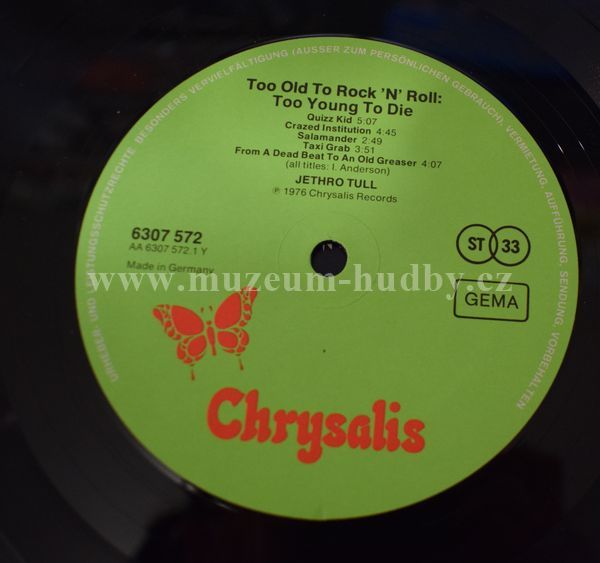 URHEBER- UND LEISTUNGSSCHUTZRECHTE BESONDERS VERVIELFÄLTIGUNG (AUSSER ZUM PERSÖNLICHEN GEBRAUCH) VERMIETUNG, AUFFÜHRUNG, SENDUNG, VORBEHALTEN
Too Old To Rock 'N' Roll:
Too Young To Die
Quizz Kid 5:07
Crazed Institution 4:45
Salamander 2:49
Taxi Grab 3:51
From A Dead Beat To An Old Greaser 4:07
(all titles: I. Anderson)
JETHRO TULL
℗ 1976 Chrysalis Records
6307 572
AA 6307 572.1 Y
Made in Germany
ST 33
GEMA
www.muzeum-hudby.cz
Chrysalis